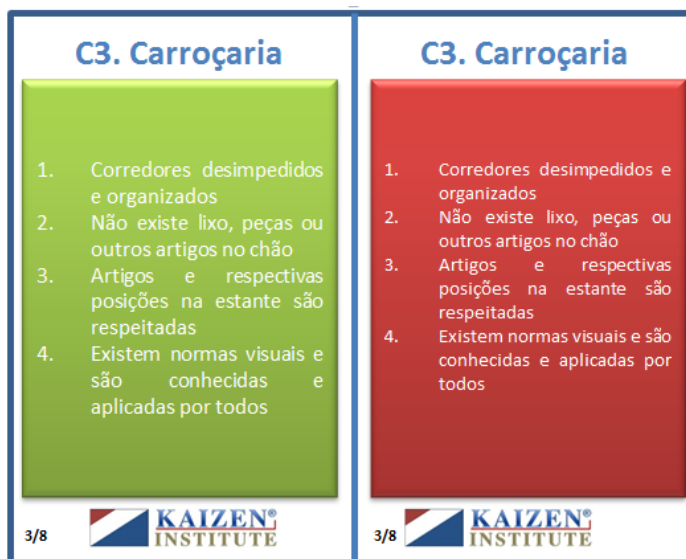 C3. Carroçaria
1. Corredores desimpedidos
e organizados
2. Não existe lixo, peças ou
outros artigos no chão
3. Artigos e respectivas
posições na estante são
respeitadas
4. Existem normas visuais e
são conhecidas e
aplicadas por todos
3/8
KAIZEN®
INSTITUTE
C3. Carroçaria
1. Corredores desimpedidos e
organizados
2. Não existe lixo, peças ou
outros artigos no chão
3. Artigos e respectivas
posições na estante são
respeitadas
4. Existem normas visuais e são
conhecidas e aplicadas por
todos
3/8
KAIZEN®
INSTITUTE